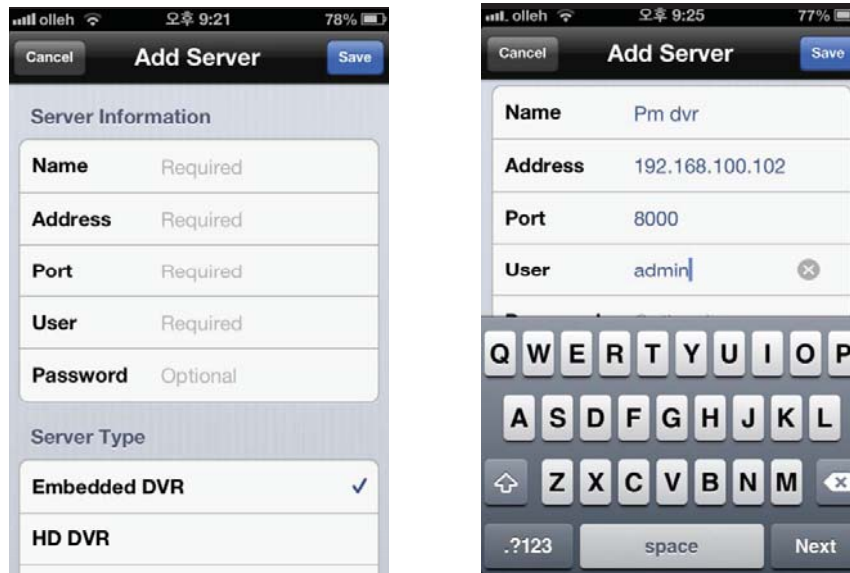 olleh 오후 9:21 78%
Cancel Add Server Save
Server Information
Name Required
Address Required
Port Required
User Required
Password Optional
Server Type
Embedded DVR
HD DVR
olleh 오후 9:25 77%
Cancel Add Server Save
Name Pm dvr
Address 192.168.100.102
Port 8000
User admin
Q W E R T Y U I O P
A S D F G H J K L
Z X C V B N M
.?123 space Next